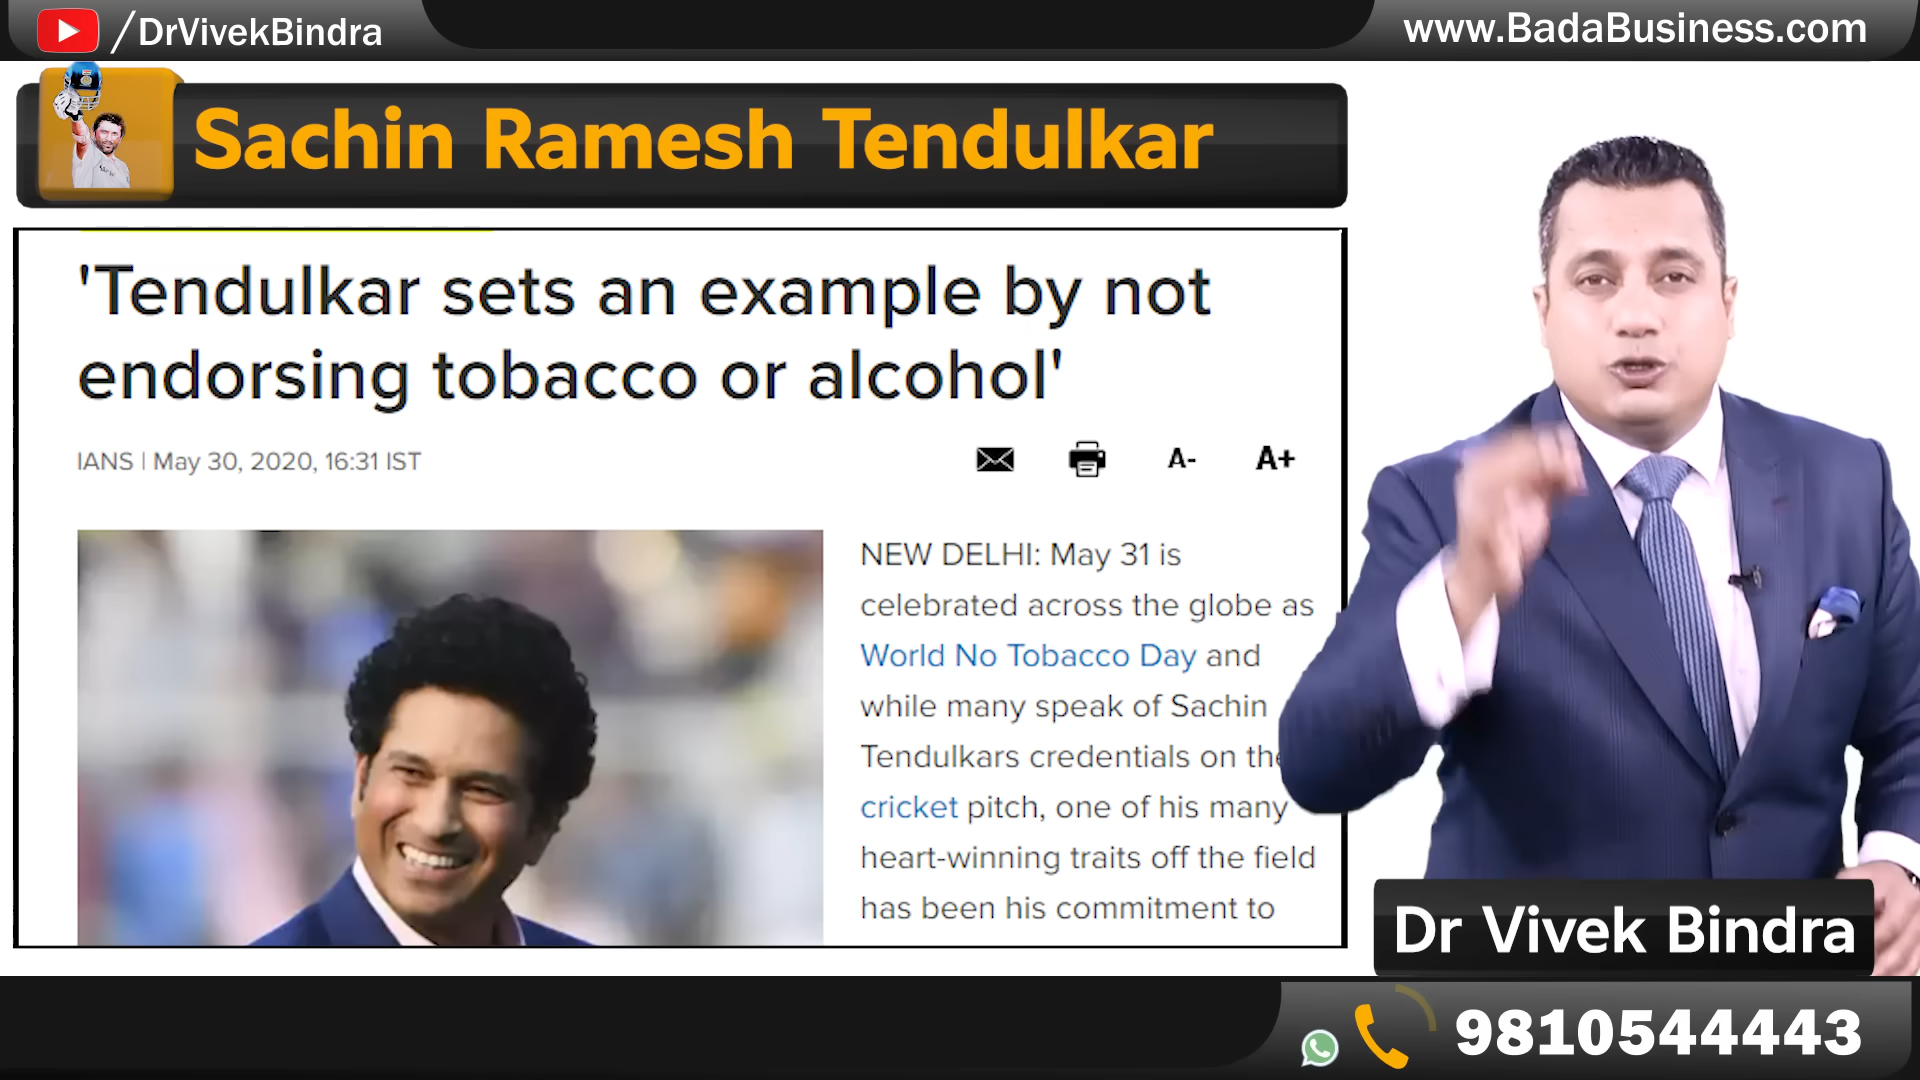 /DrVivekBindra
www.BadaBusiness.com
Sachin Ramesh Tendulkar
'Tendulkar sets an example by not
endorsing tobacco or alcohol'
IANS | May 30, 2020, 16:31 IST
A-
A+
NEW DELHI: May 31 is
celebrated across the globe as
World No Tobacco Day and
while many speak of Sachin
Tendulkars credentials on the
cricket pitch, one of his many
heart-winning traits off the field
has been his commitment to
Dr Vivek Bindra
9810544443